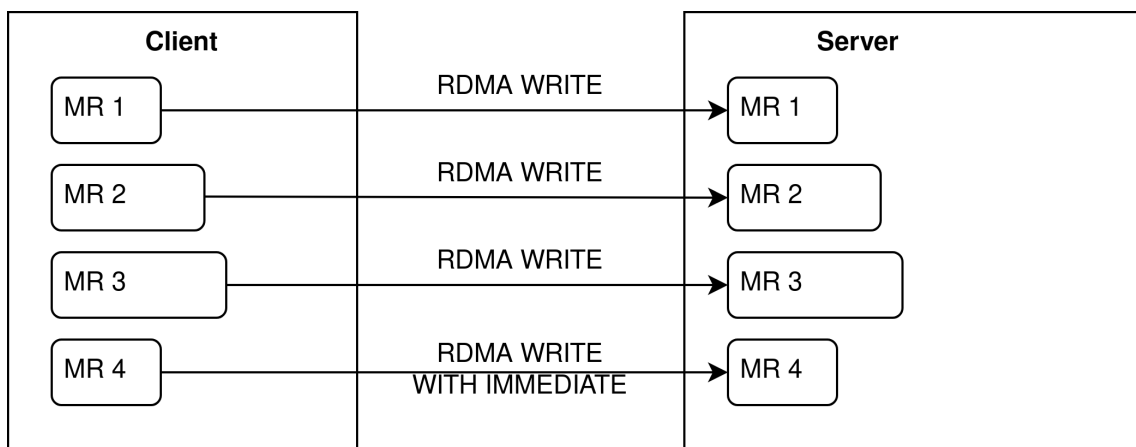 Client
Server
MR 1
RDMA WRITE
MR 1
MR 2
RDMA WRITE
MR 2
MR 3
RDMA WRITE
MR 3
MR 4
RDMA WRITE
WITH IMMEDIATE
MR 4